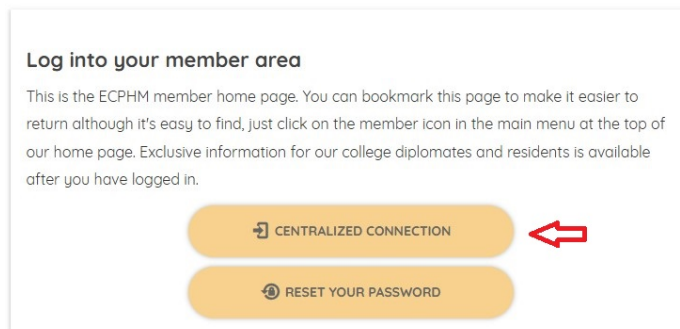 Log into your member area
This is the ECPHM member home page. You can bookmark this page to make it easier to
return although it's easy to find, just click on the member icon in the main menu at the top of
our home page. Exclusive information for our college diplomates and residents is available
after you have logged in.
CENTRALIZED CONNECTION
RESET YOUR PASSWORD